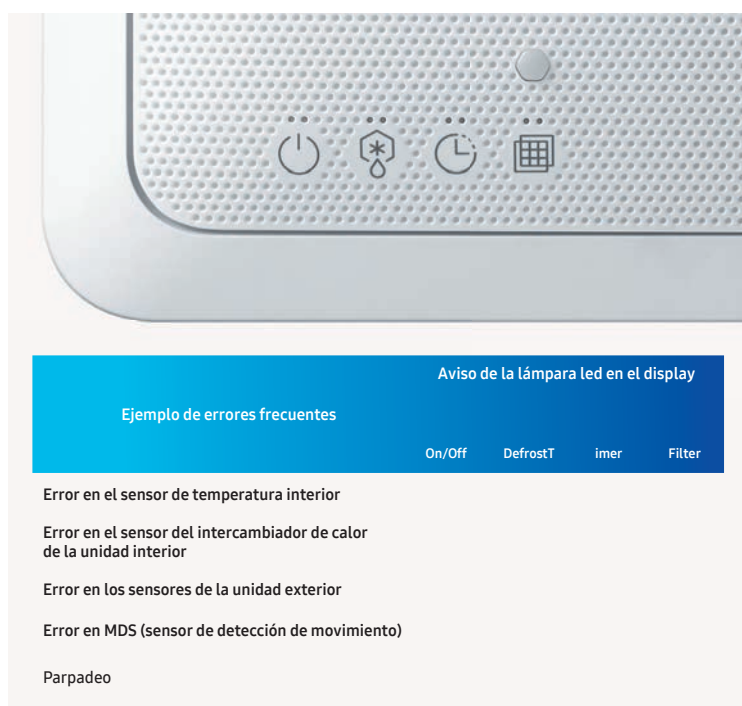 Aviso de la lámpara led en el display
Ejemplo de errores frecuentes
On/Off DefrostT imer Filter
Error en el sensor de temperatura interior
Error en el sensor del intercambiador de calor
de la unidad interior
Error en los sensores de la unidad exterior
Error en MDS (sensor de detección de movimiento)
Parpadeo